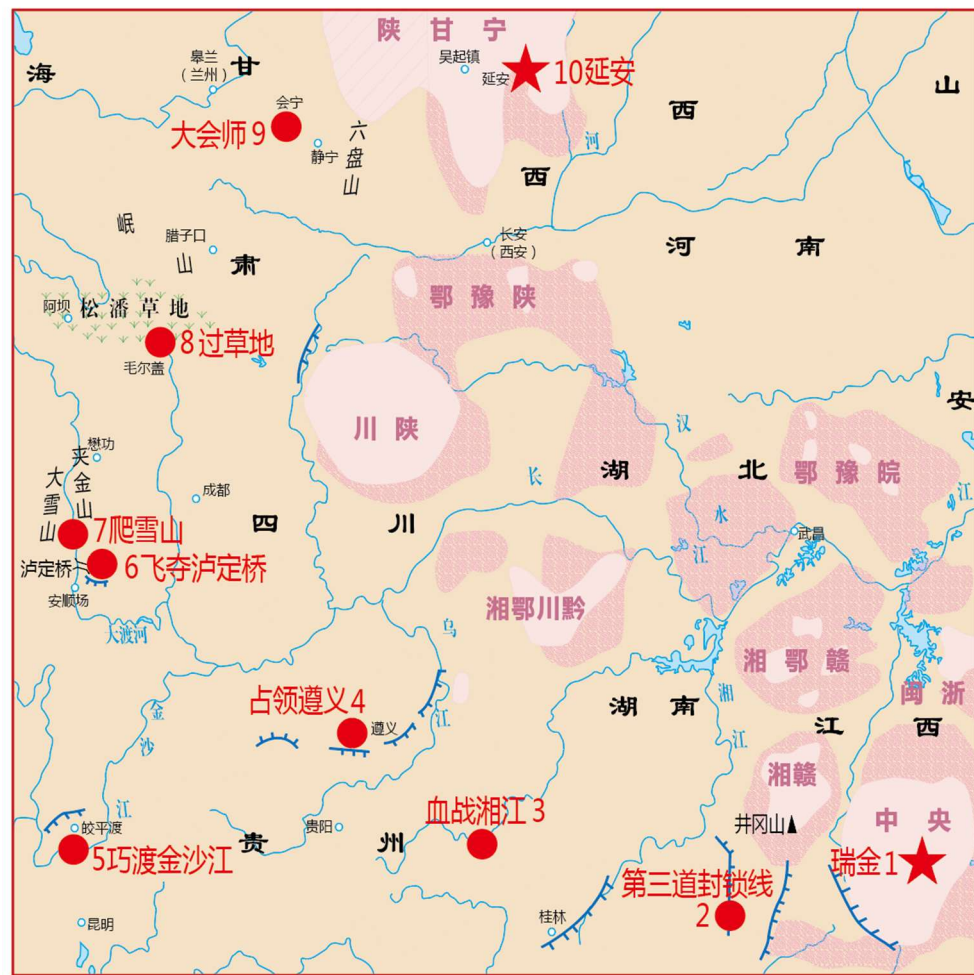 陕甘宁
海
甘
皋兰
(兰州)
吴起镇
延安
10延安
西
山
会宁
大会师 9
静宁
六盘山
河
西
岷山
腊子口
肃
长安
(西安)
河南
鄂豫陕
阿坝
松潘草地
8过草地
毛尔盖
川陕
安
汉水
长江
湖北
鄂豫皖
江
懋功
夹金山
大雪山
成都
四川
武昌
7爬雪山
泸定桥
6飞夺泸定桥
安顺场
大渡河
湘鄂川黔
乌江
湘鄂赣
闽浙
占领遵义4
遵义
金沙江
湖南
湘江
江西
湘赣
中央
皎平渡
5巧渡金沙江
贵阳
贵州
血战湘江 3
井冈山
瑞金1
第三道封锁线
2
桂林
昆明